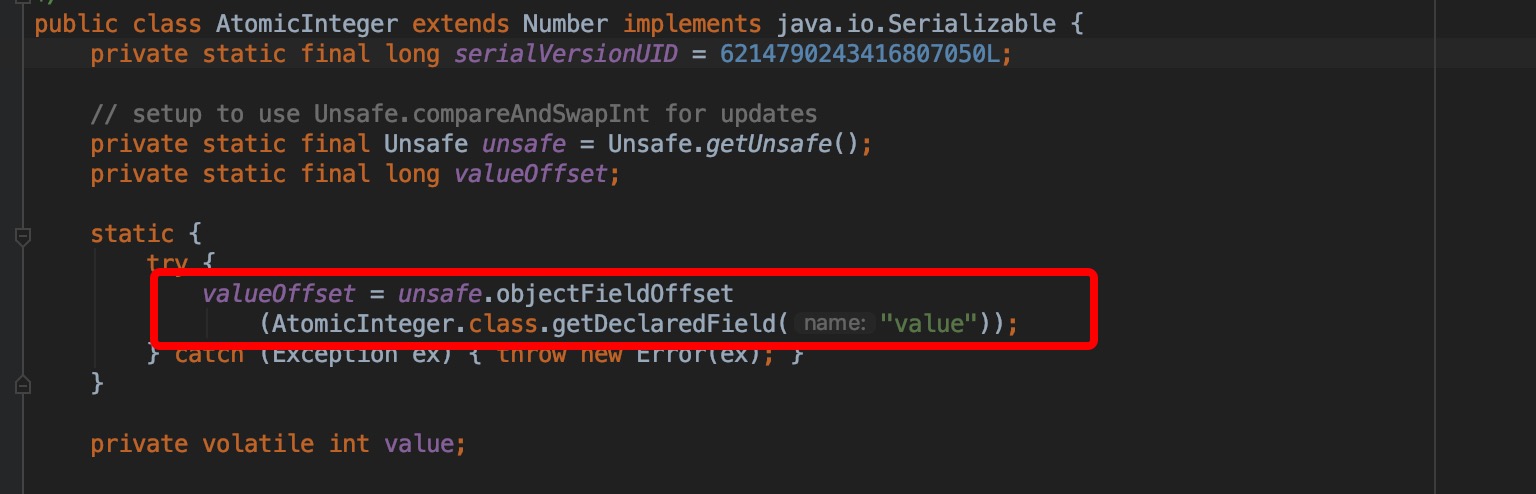 */
public class AtomicInteger extends Number implements java.io.Serializable {
private static final long serialVersionUID = 6214790243416807050L;
// setup to use Unsafe.compareAndSwapInt for updates
private static final Unsafe unsafe = Unsafe.getUnsafe();
private static final long valueOffset;
static {
try {
valueOffset = unsafe.objectFieldOffset
(AtomicInteger.class.getDeclaredField( name: "value"));
} catch (Exception ex) { throw new Error(ex); }
}
private volatile int value;